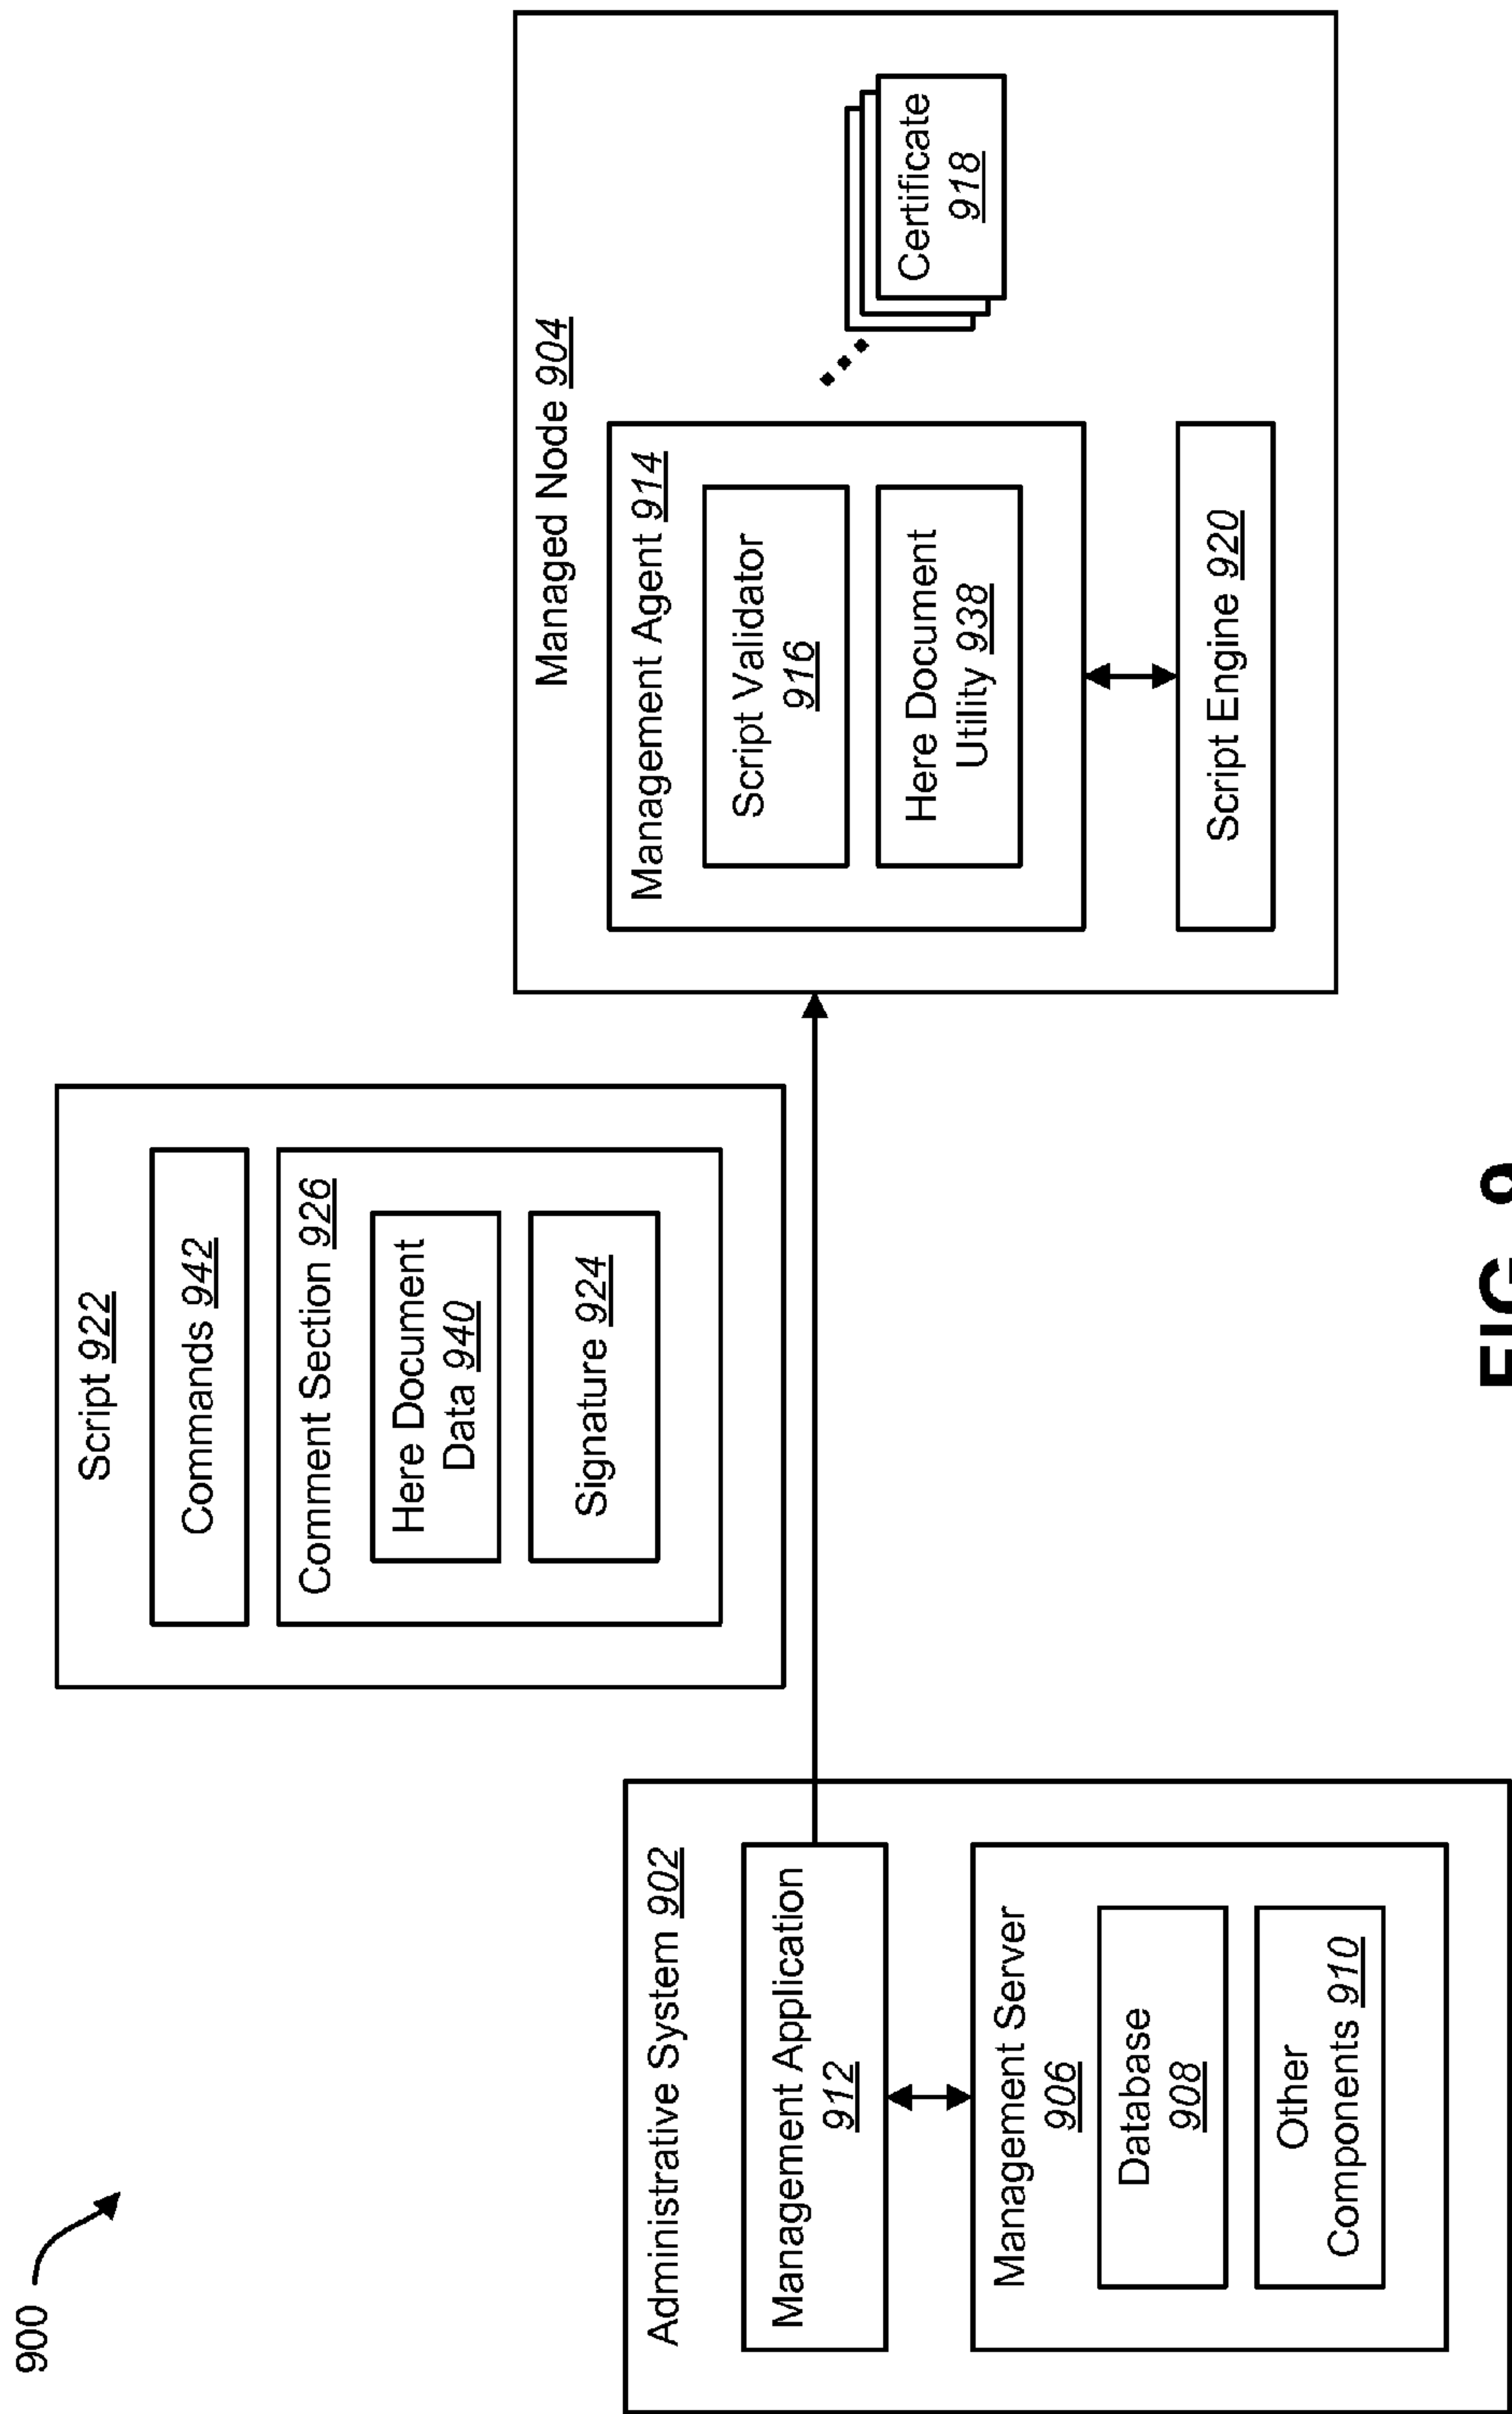 900
Administrative System 902
Management Application
912
Management Server
906
Database
908
Other
Components 910
Script 922
Commands 942
Comment Section 926
Here Document
Data 940
Signature 924
Managed Node 904
Management Agent 914
Script Validator
916
Here Document
Utility 938
Script Engine 920
Certificate
918
FIG. 9